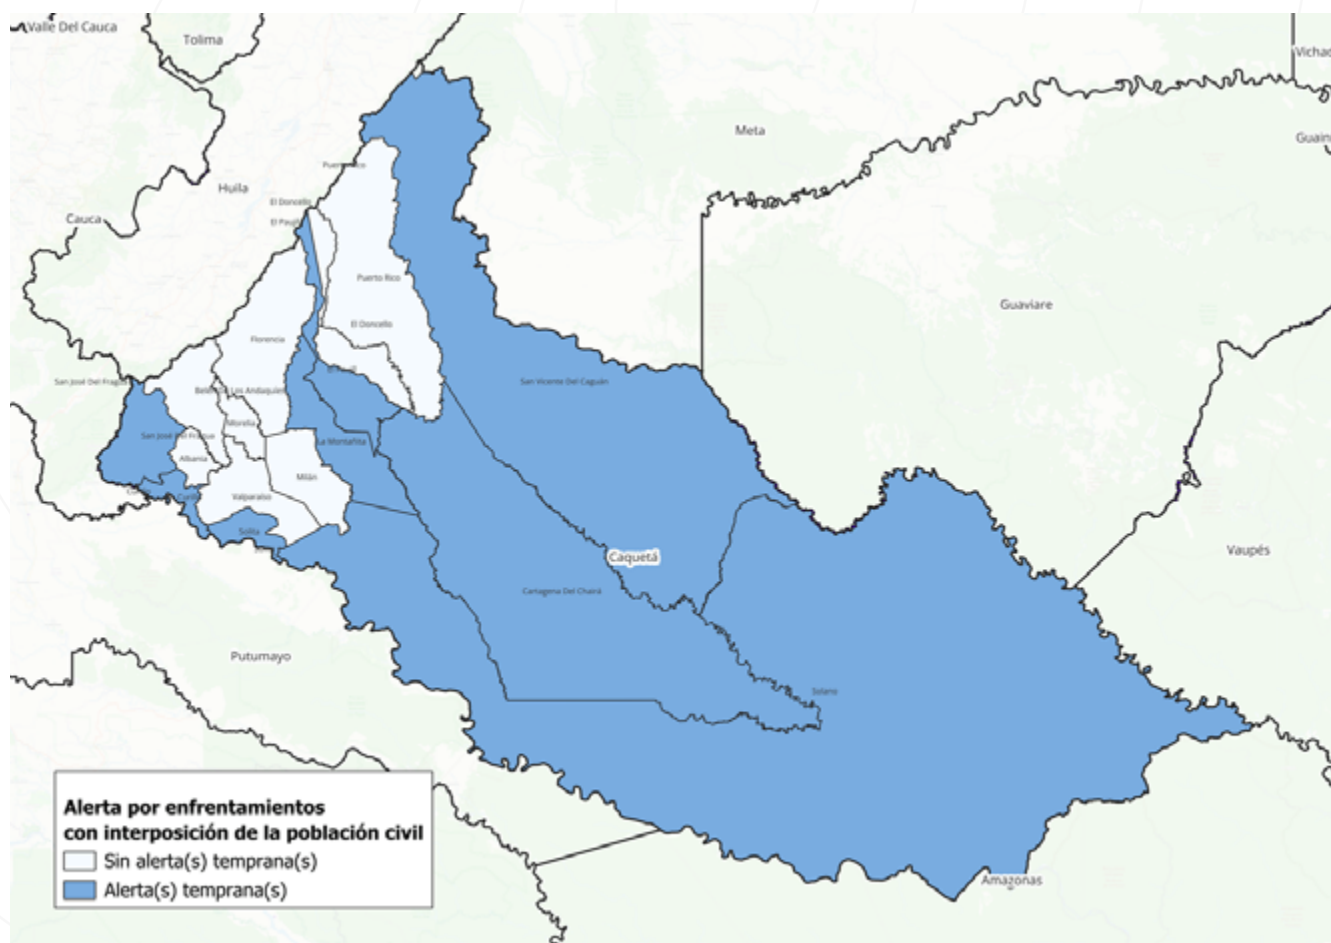 Valle Del Cauca
Tolima
Vichad
Meta
Guain
Puerto Rico
Huila
El Doncello
Cauca
El Paujil
Puerto Rico
Guaviare
El Doncello
Florencia
San José Del Fragua
San Vicente Del Caguán
Belén De Los Andaquíes
Morelia
San José Del Fragua
La Montañita
Albania
Milán
Curillo
Valparaíso
Solita
Vaupés
Caquetá
Cartagena Del Chairá
Putumayo
Solano
Alerta por enfrentamientos
con interposición de la población civil
Sin alerta(s) temprana(s)
Alerta(s) temprana(s)
Amazonas